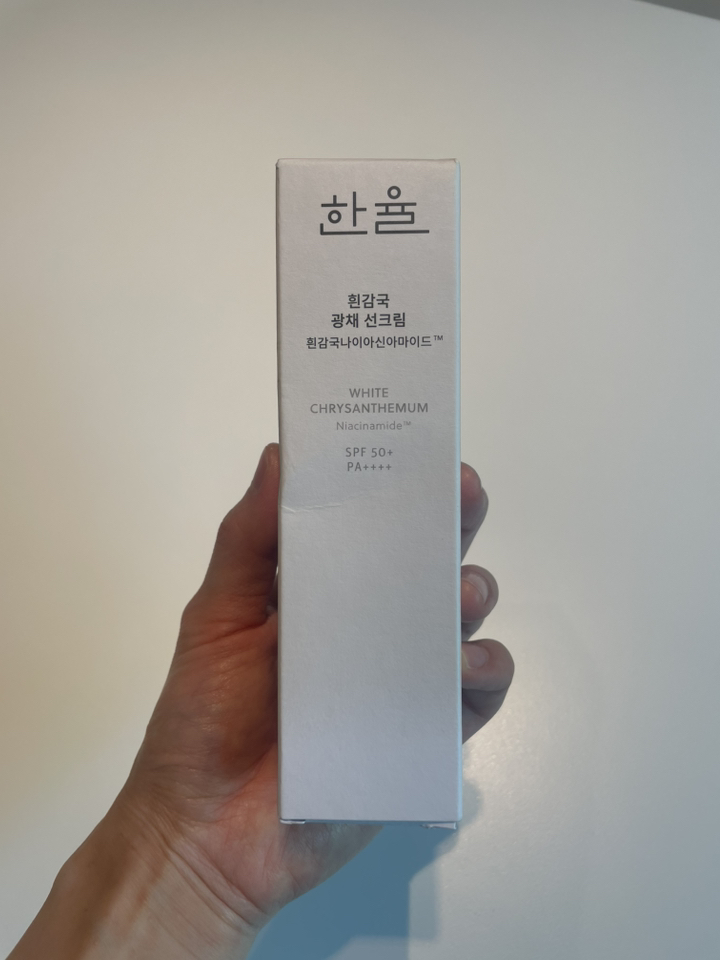 한율
흰감국
광채 선크림
흰감국나이아신아마이드™
WHITE
CHRYSANTHEMUM
Niacinamide™
SPF 50+
PA++++